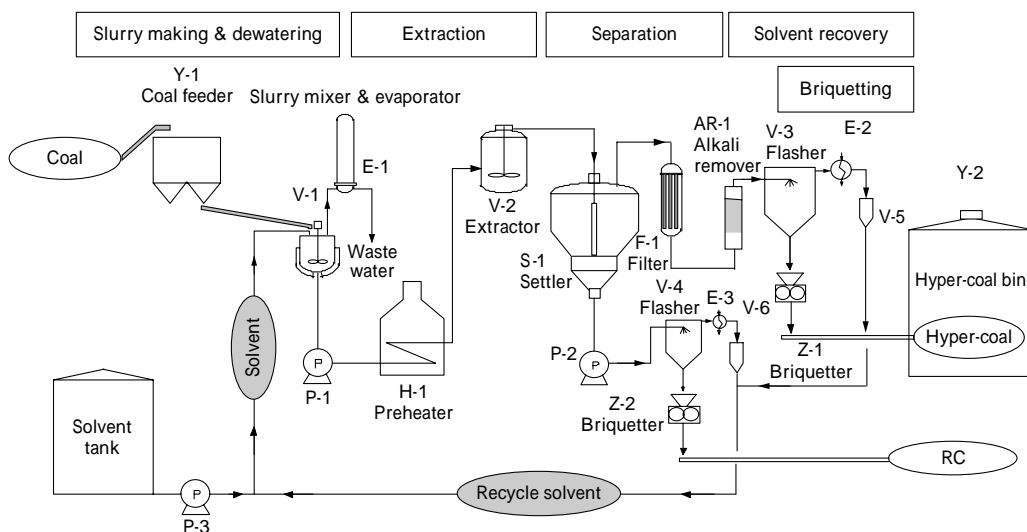 Slurry making & dewatering
Extraction
Separation
Solvent recovery
Briquetting
Y-1
Coal feeder
Slurry mixer & evaporator
Coal
E-1
V-1
Waste
water
V-2
Extractor
S-1
Settler
F-1
Filter
AR-1
Alkali
remover
V-3
Flasher
E-2
V-5
Y-2
Hyper-coal bin
Hyper-coal
Z-1
Briquetter
V-4
Flasher
E-3
V-6
P-2
P
Z-2
Briquetter
RC
Solvent
P
P-1
H-1
Preheater
Solvent
tank
P
P-3
Recycle solvent